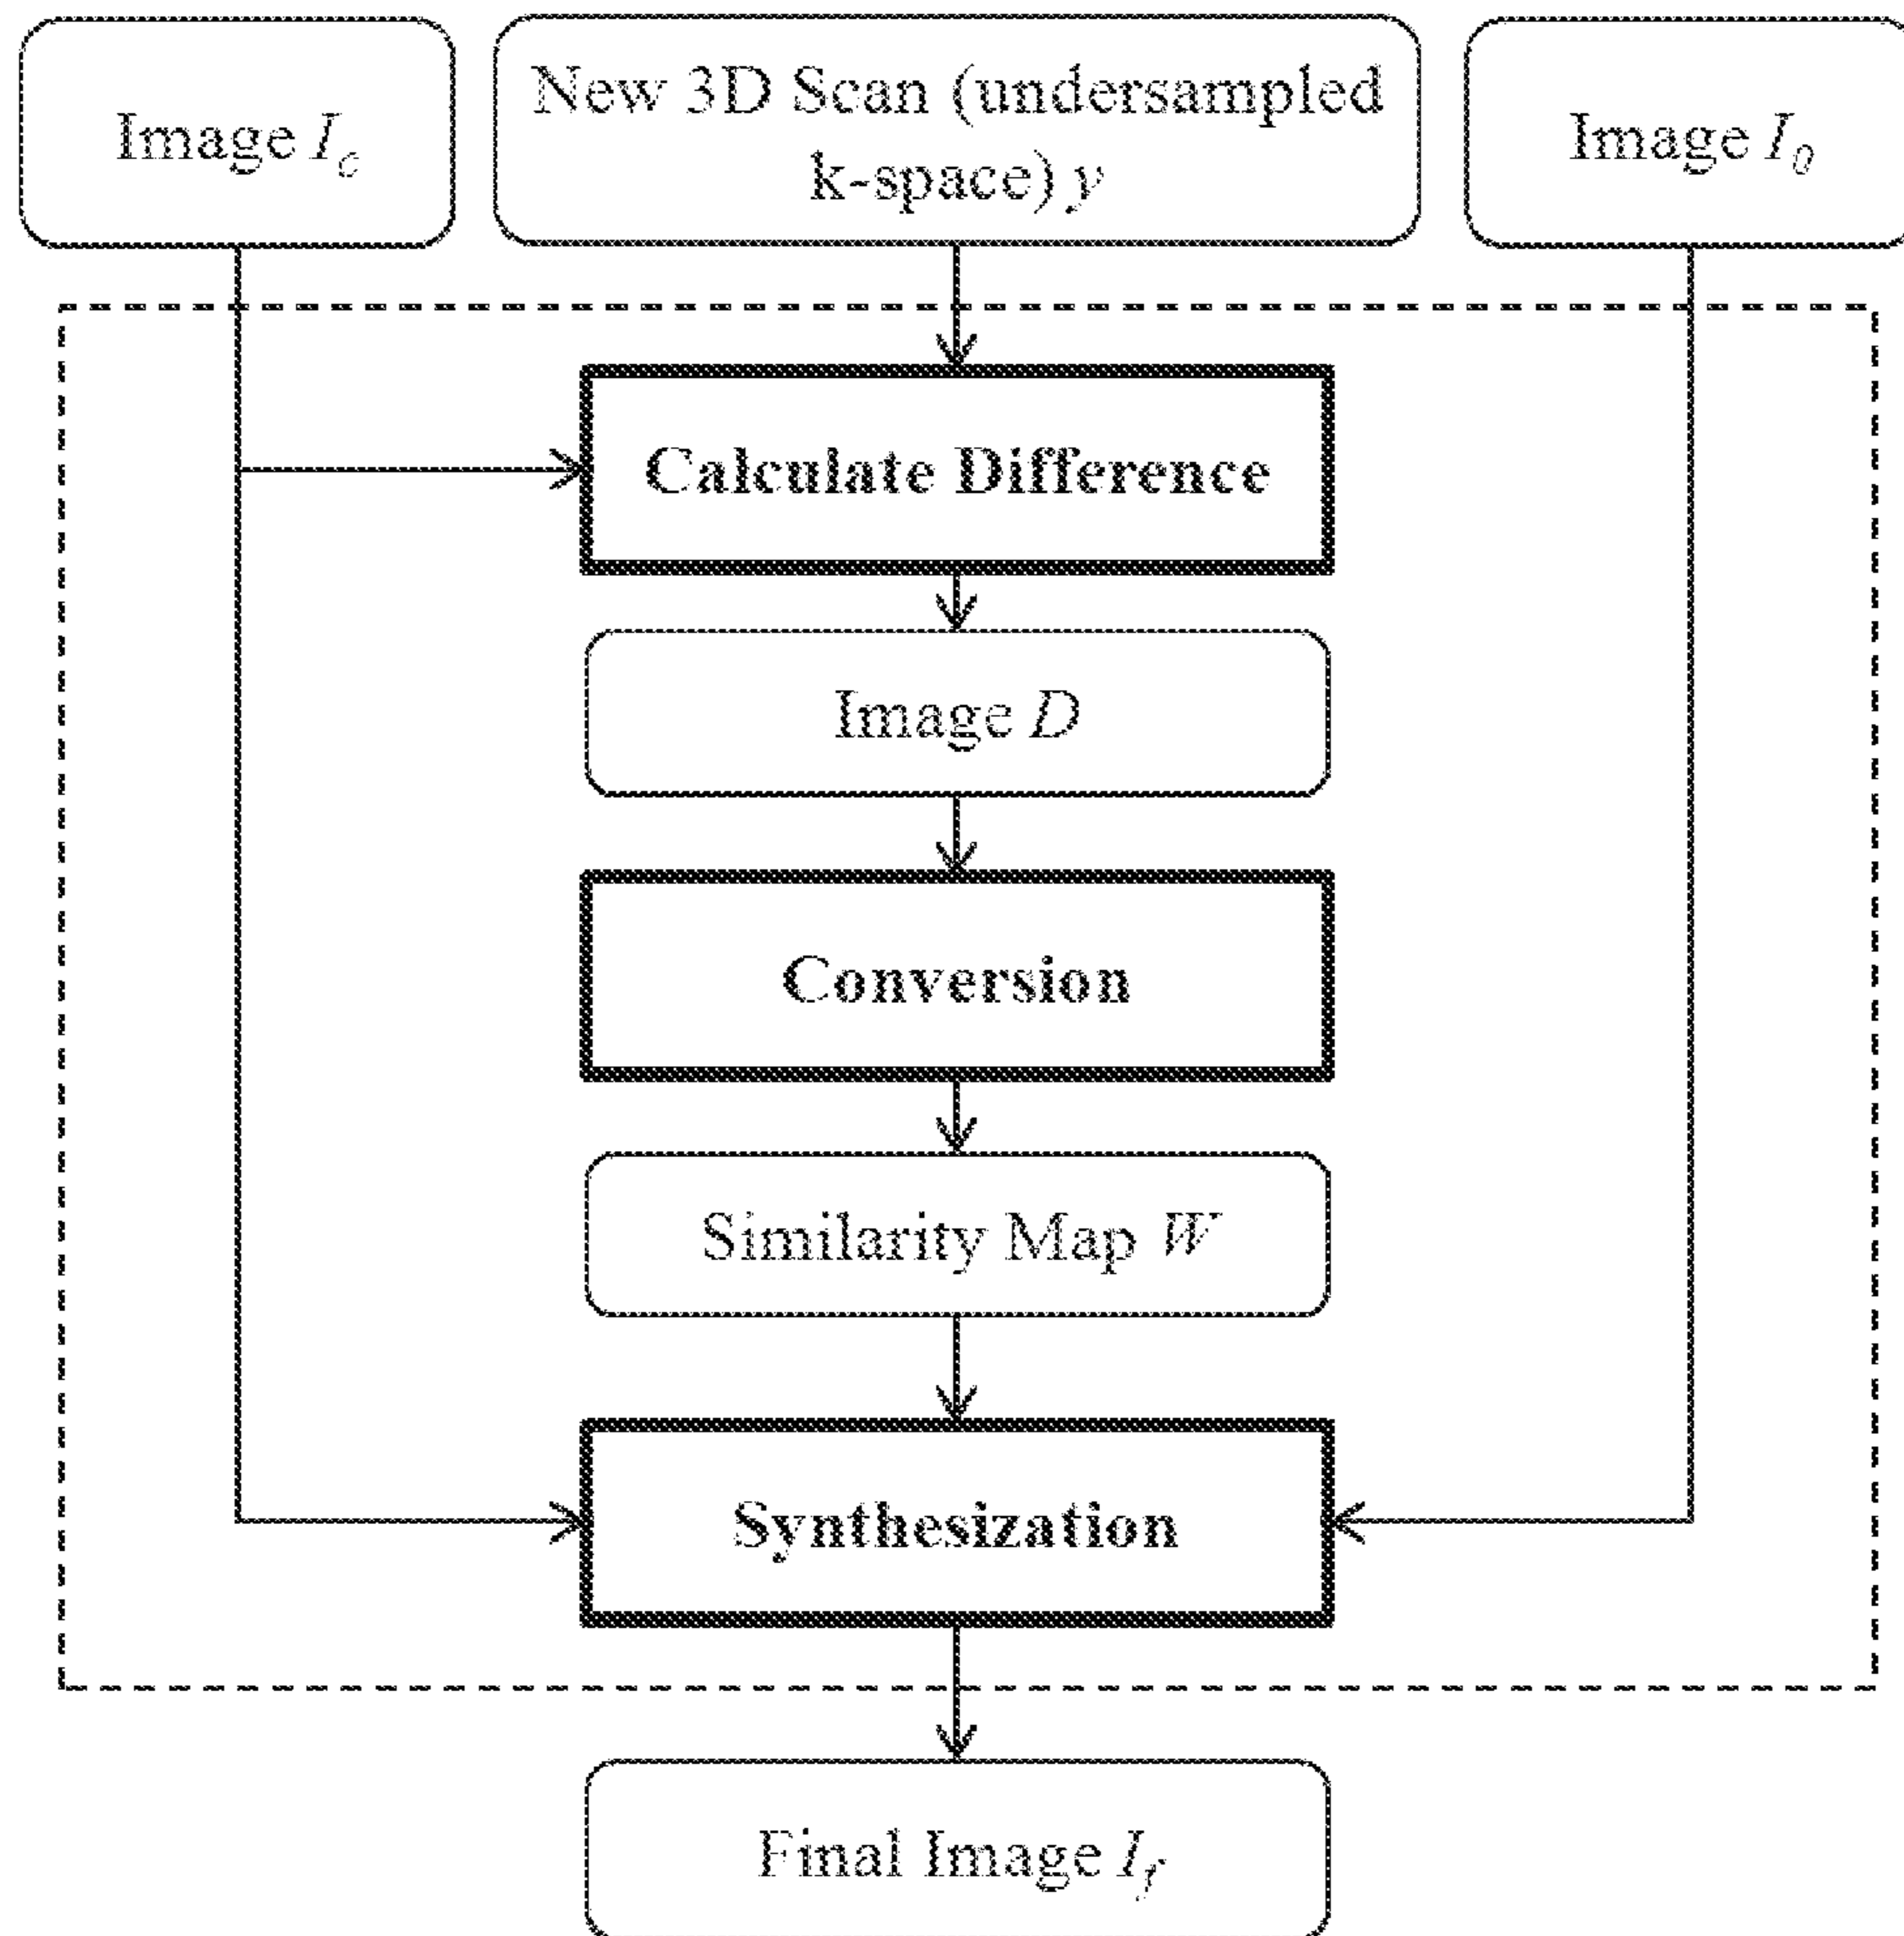 Image I_c
New 3D Scan (undersampled
k-space) y
Image I_0
Calculate Difference
Image D
Conversion
Similarity Map W
Synthesization
Final Image I_f